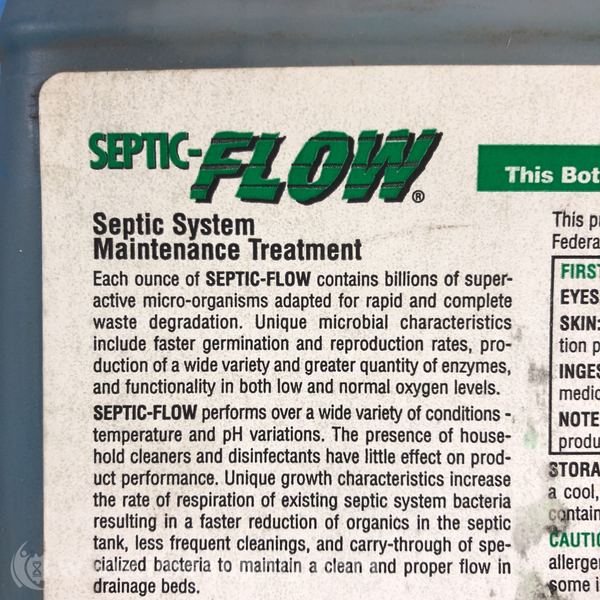 SEPTIC-FLOW®
Septic System
Maintenance Treatment
Each ounce of SEPTIC-FLOW contains billions of super-
active micro-organisms adapted for rapid and complete
waste degradation. Unique microbial characteristics
include faster germination and reproduction rates, pro-
duction of a wide variety and greater quantity of enzymes,
and functionality in both low and normal oxygen levels.
SEPTIC-FLOW performs over a wide variety of conditions -
temperature and pH variations. The presence of house-
hold cleaners and disinfectants have little effect on prod-
uct performance. Unique growth characteristics increase
the rate of respiration of existing septic system bacteria
resulting in a faster reduction of organics in the septic
tank, less frequent cleanings, and carry-through of spe-
cialized bacteria to maintain a clean and proper flow in
drainage beds.
This Bot
This p
Federa
FIRST
EYES
SKIN:
tion p
INGES
medic
NOTE
produ
STORA
a cool,
contain
CAUTIO
allerge
some i